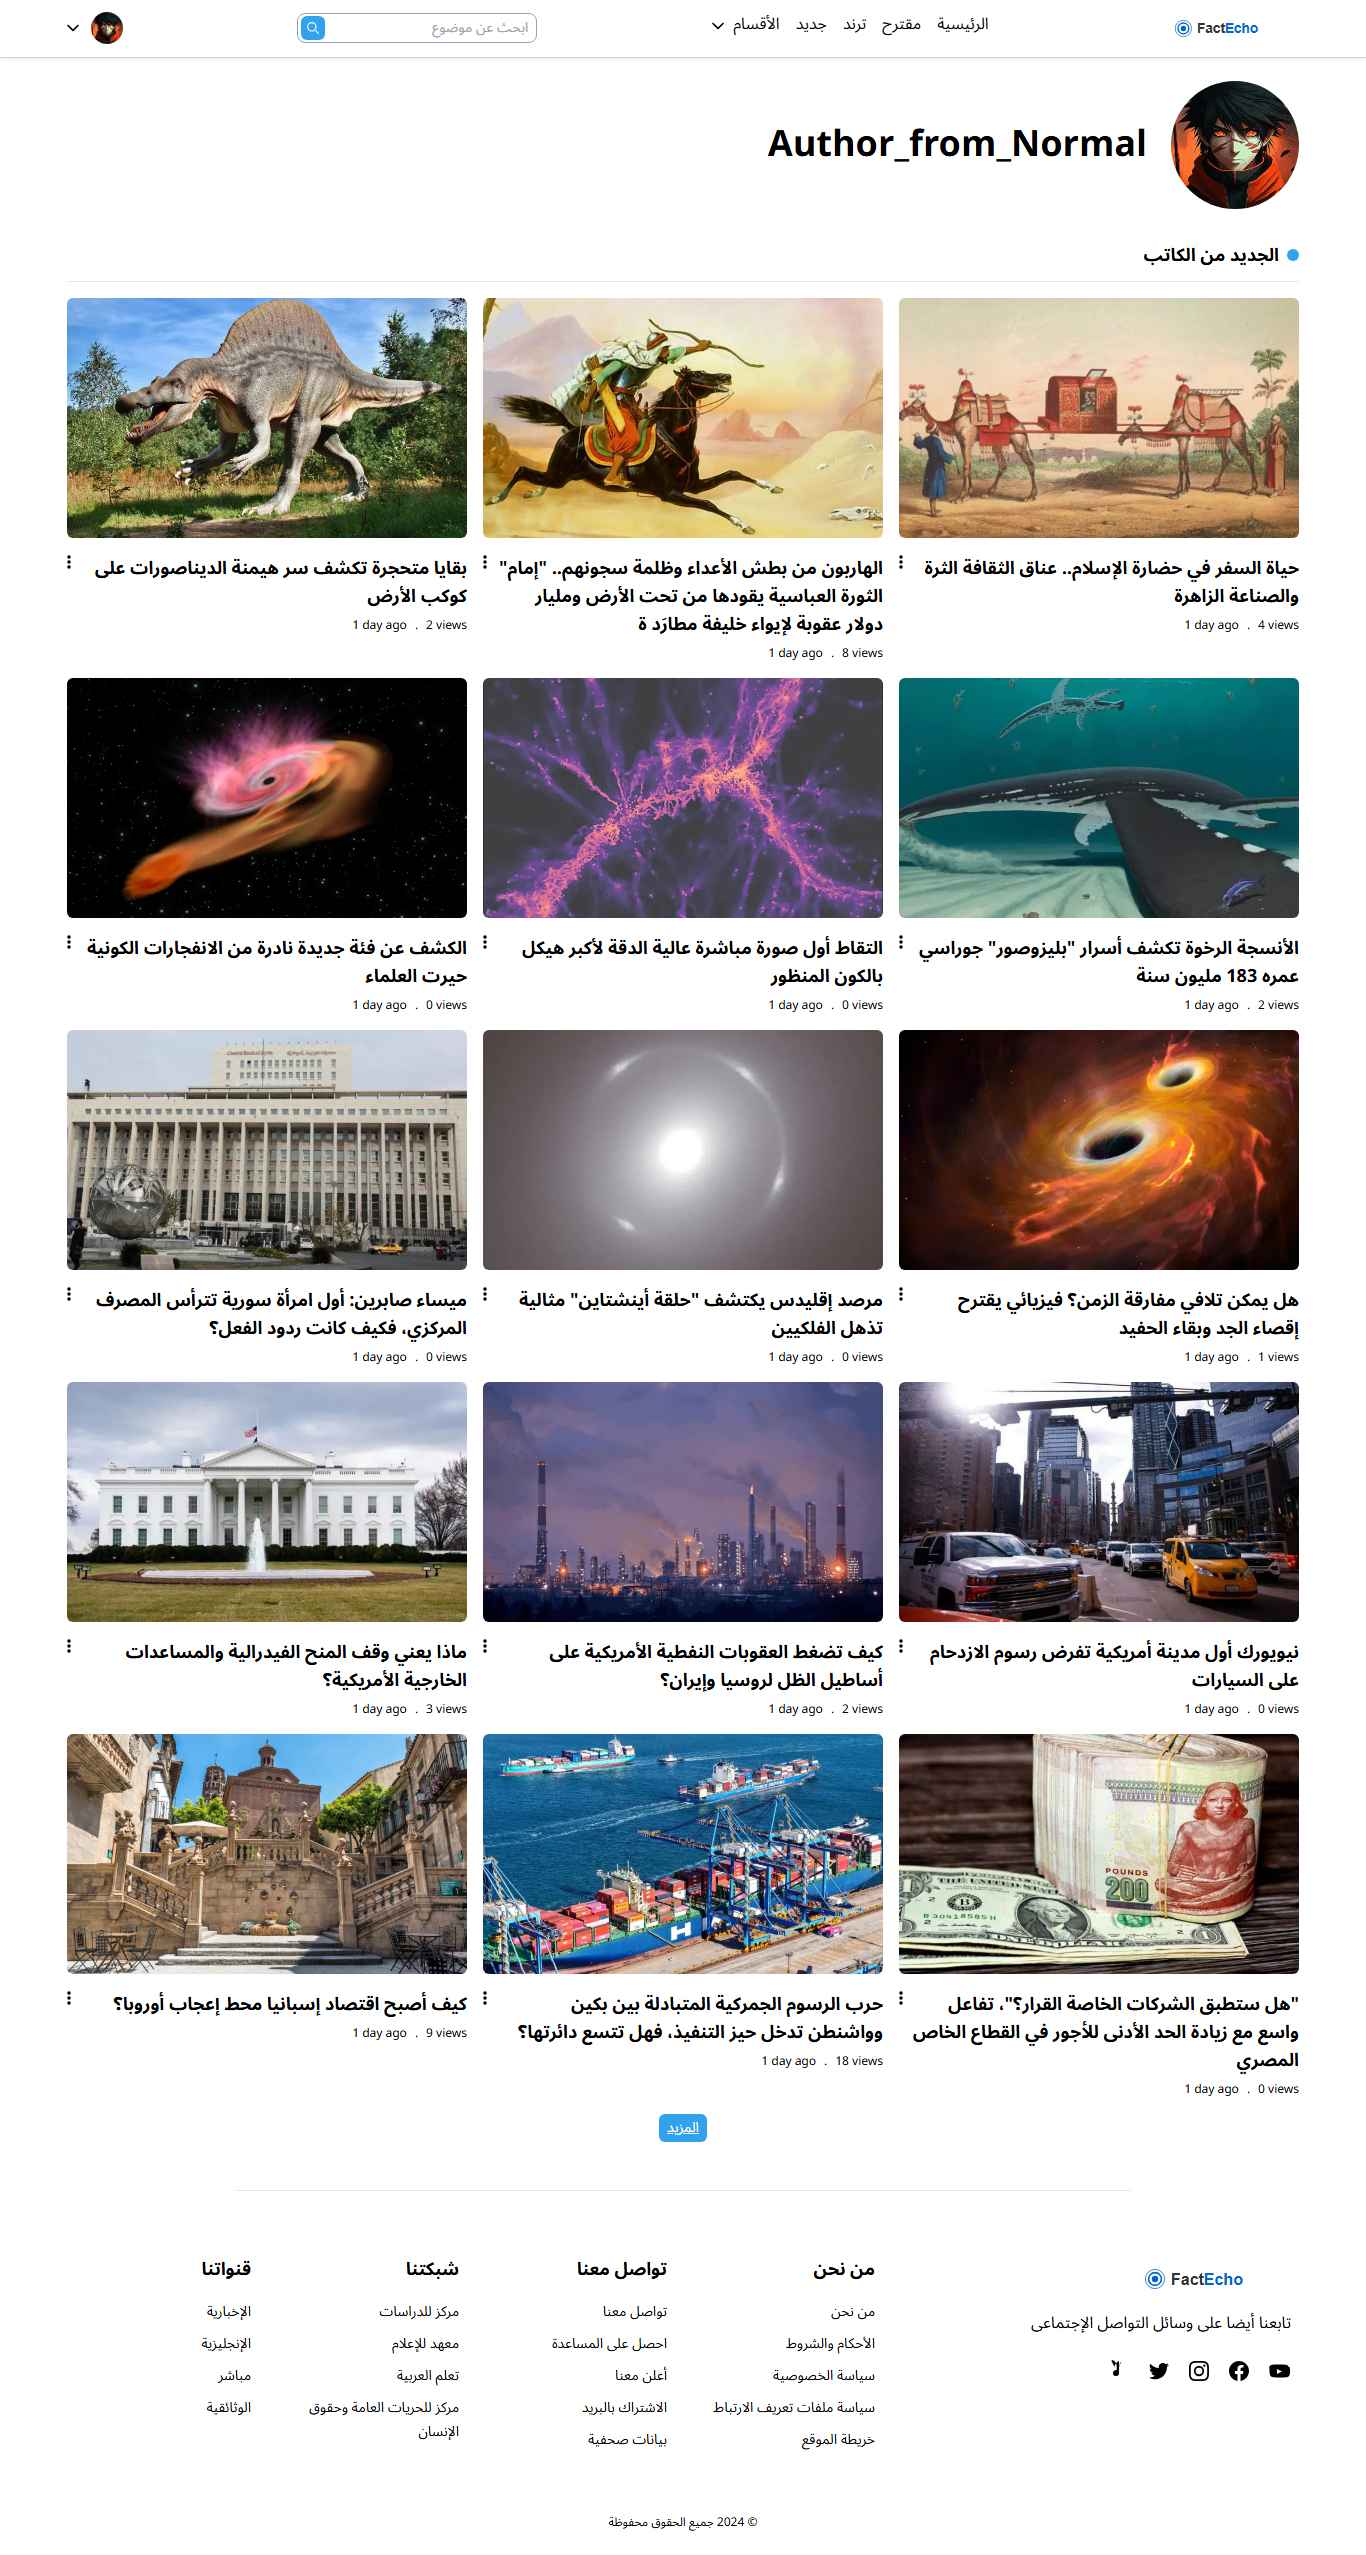 FactEcho
الرئيسية
مقترح
ترند
جديد
الأقسام
ابحث عن موضوع
Author_from_Normal
الجديد من الكاتب
حياة السفر في حضارة الإسلام.. عناق الثقافة الثرة
والصناعة الزاهرة
4 views . 1 day ago
الهاربون من بطش الأعداء وظلمة سجونهم.. "إمام"
الثورة العباسية يقودها من تحت الأرض ومليار
دولار عقوبة لإيواء خليفة مطارَد ة
8 views . 1 day ago
بقايا متحجرة تكشف سر هيمنة الديناصورات على
كوكب الأرض
2 views . 1 day ago
الأنسجة الرخوة تكشف أسرار "بليزوصور" جوراسي
عمره 183 مليون سنة
2 views . 1 day ago
التقاط أول صورة مباشرة عالية الدقة لأكبر هيكل
بالكون المنظور
0 views . 1 day ago
الكشف عن فئة جديدة نادرة من الانفجارات الكونية
حيرت العلماء
0 views . 1 day ago
هل يمكن تلافي مفارقة الزمن؟ فيزيائي يقترح
إقصاء الجد وبقاء الحفيد
1 views . 1 day ago
مرصد إقليدس يكتشف "حلقة أينشتاين" مثالية
تذهل الفلكيين
0 views . 1 day ago
ميساء صابرين: أول امرأة سورية تترأس المصرف
المركزي، فكيف كانت ردود الفعل؟
0 views . 1 day ago
نيويورك أول مدينة أمريكية تفرض رسوم الازدحام
على السيارات
0 views . 1 day ago
كيف تضغط العقوبات النفطية الأمريكية على
أساطيل الظل لروسيا وإيران؟
2 views . 1 day ago
ماذا يعني وقف المنح الفيدرالية والمساعدات
الخارجية الأمريكية؟
3 views . 1 day ago
POUNDS
200
"هل ستطبق الشركات الخاصة القرار؟"، تفاعل
واسع مع زيادة الحد الأدنى للأجور في القطاع الخاص
المصري
0 views . 1 day ago
حرب الرسوم الجمركية المتبادلة بين بكين
وواشنطن تدخل حيز التنفيذ، فهل تتسع دائرتها؟
18 views . 1 day ago
كيف أصبح اقتصاد إسبانيا محط إعجاب أوروبا؟
9 views . 1 day ago
المزيد
FactEcho
تابعنا أيضا على وسائل التواصل الإجتماعى
من نحن
من نحن
الأحكام والشروط
سياسة الخصوصية
سياسة ملفات تعريف الارتباط
خريطة الموقع
تواصل معنا
تواصل معنا
احصل على المساعدة
أعلن معنا
الاشتراك بالبريد
بيانات صحفية
شبكتنا
مركز للدراسات
معهد للإعلام
تعلم العربية
مركز للحريات العامة وحقوق
الإنسان
قنواتنا
الإخبارية
الإنجليزية
مباشر
الوثائقية
© 2024 جميع الحقوق محفوظة